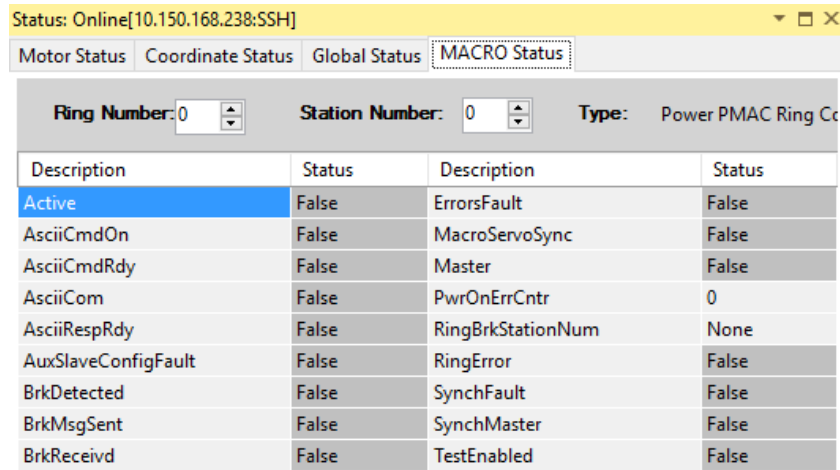 Status: Online[10.150.168.238:SSH]
Motor Status Coordinate Status Global Status MACRO Status
Ring Number: 0 Station Number: 0 Type: Power PMAC Ring Co
Description Status Description Status
Active False ErrorsFault False
AsciiCmdOn False MacroServoSync False
AsciiCmdRdy False Master False
AsciiCom False PwrOnErrCntr 0
AsciiRespRdy False RingBrkStationNum None
AuxSlaveConfigFault False RingError False
BrkDetected False SynchFault False
BrkMsgSent False SynchMaster False
BrkReceivd False TestEnabled False